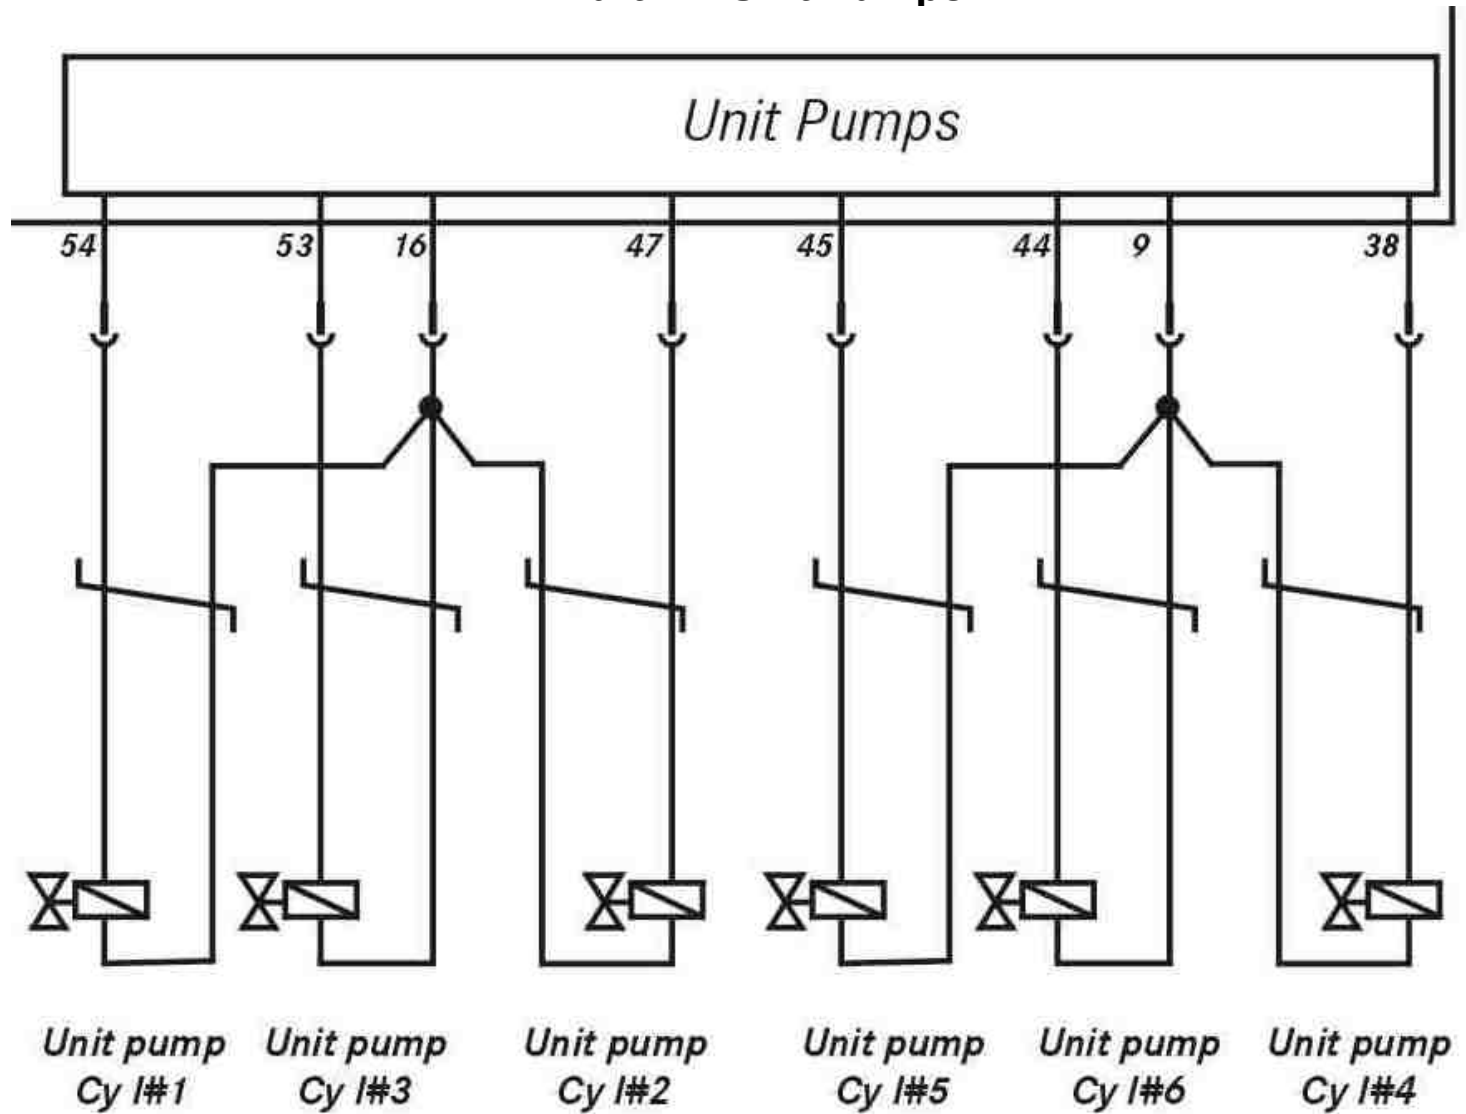 Unit Pumps
54 53 16 47 45 44 9 38
Unit pump Unit pump Unit pump Unit pump Unit pump Unit pump
Cy l#1 Cy l#3 Cy l#2 Cy l#5 Cy l#6 Cy l#4